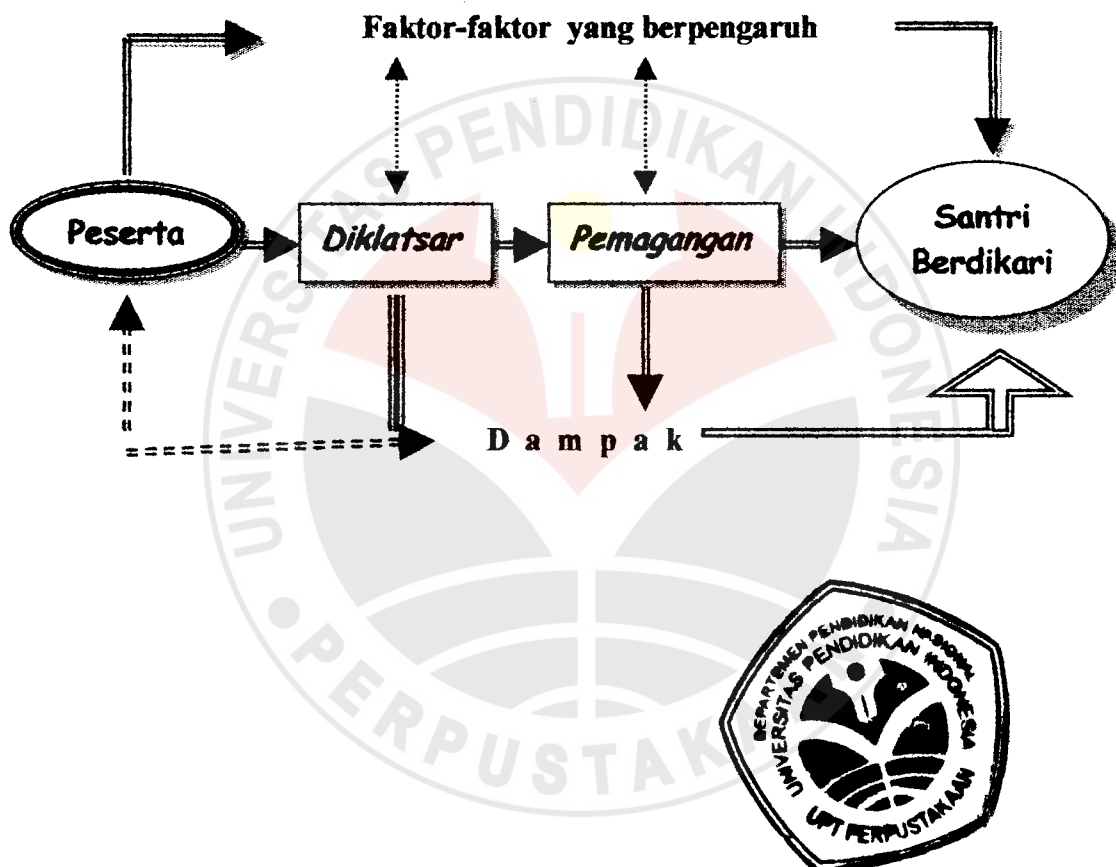 Faktor-faktor yang berpengaruh
Peserta
Diklatsar
Pemagangan
Santri
Berdikari
D a m p a k
UNIVERSITAS PENDIDIKAN INDONESIA
PERPUSTAKAAN
DEPARTEMEN PENDIDIKAN NASIONAL
UNIVERSITAS PENDIDIKAN INDONESIA
UPT PERPUSTAKAAN